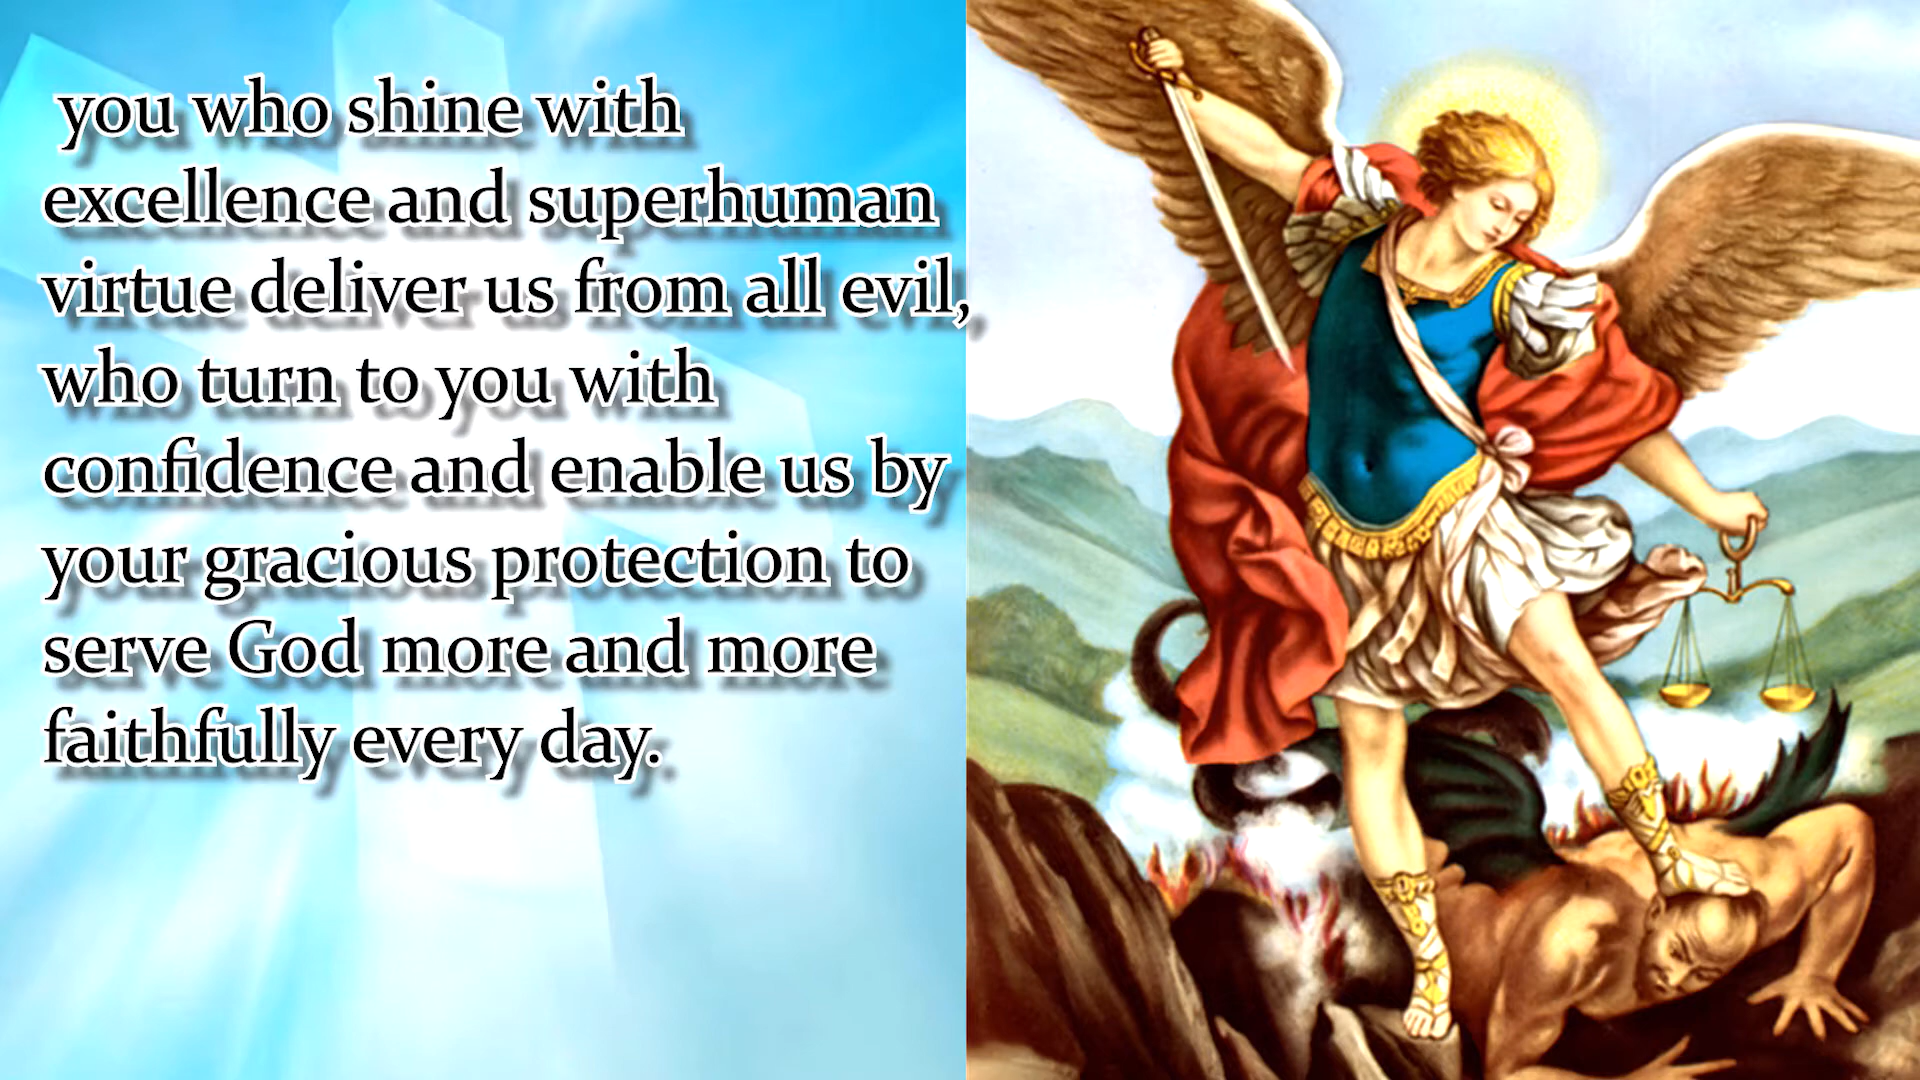 you who shine with
excellence and superhuman
virtue deliver us from all evil,
who turn to you with
confidence and enable us by
your gracious protection to
serve God more and more
faithfully every day.